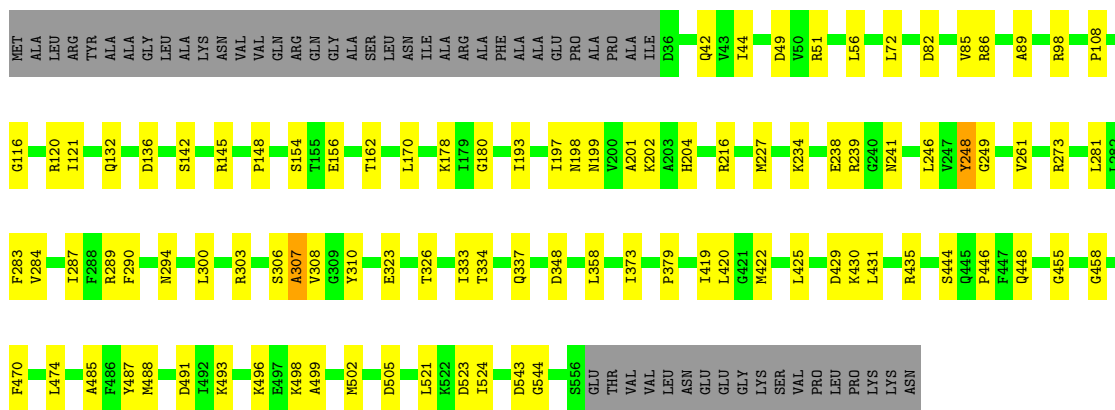 MET ALA LEU ARG TYR ALA ALA GLY LEU ALA LYS ASN VAL VAL GLN ARG GLN GLY ALA SER LEU ASN ILE ALA ARG ALA PHE ALA ALA GLU PRO ALA PRO ALA ILE D36 Q42 V43 I44 D49 V50 R51 L56 L72 D82 V85 R86 A89 R98 P108
G116 R120 I121 Q132 D136 S142 R145 P148 S154 T155 E156 T162 L170 K178 I179 G180 I193 I197 N198 N199 V200 A201 K202 A203 H204 R216 M227 K234 E238 R239 G240 N241 L246 V247 Y248 G249 V261 R273 L281
F283 V284 I287 F288 R289 F290 N294 L300 R303 S306 A307 V308 G309 Y310 E323 T326 I333 T334 Q337 D348 L358 I373 P379 I419 L420 G421 M422 L425 D429 K430 L431 R435 S444 Q445 P446 F447 Q448 G455 G458
F470 L474 A485 F486 Y487 M488 D491 I492 K493 K496 E497 K498 A499 M502 D505 L521 K522 D523 I524 D543 G544 S556 GLU THR VAL VAL LEU ASN GLU GLU GLY LYS SER VAL PRO LEU PRO LYS LYS ASN